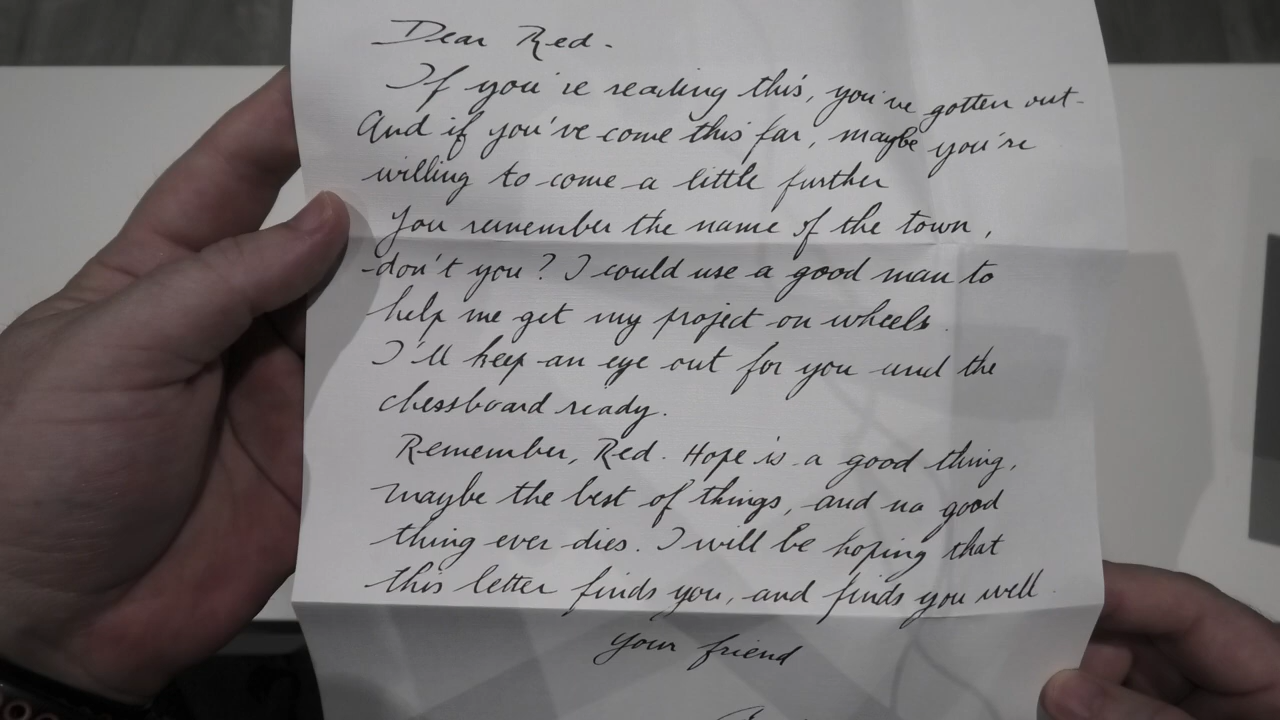 Dear Red.
If you're reading this, you've gotten out.
And if you've come this far, maybe you're
willing to come a little further
You remember the name of the town,
don't you? I could use a good man to
help me get my project on wheels.
I'll keep an eye out for you and the
chessboard ready.
Remember, Red. Hope is a good thing,
maybe the best of things, and no good
thing ever dies. I will be hoping that
this letter finds you, and finds you well.
Your friend